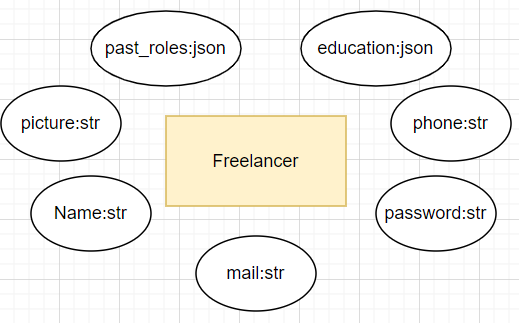 past_roles:json
education:json
picture:str
phone:str
Freelancer
Name:str
password:str
mail:str